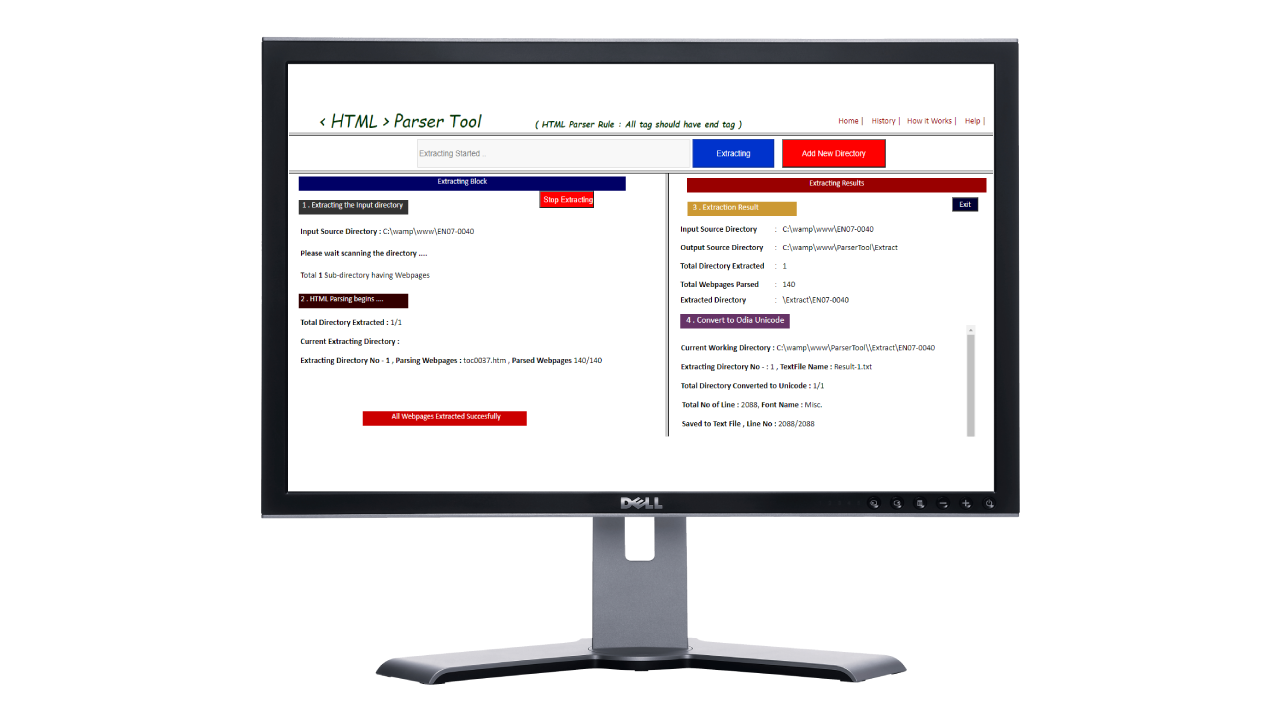 < HTML > Parser Tool
( HTML Parser Rule : All tag should have end tag )
Home | History | How It Works | Help |
Extracting Started ..
Extracting
Add New Directory
Extracting Block
Stop Extracting
1 . Extracting the Input directory
Input Source Directory : C:\wamp\www\EN07-0040
Please wait scanning the directory ....
Total 1 Sub-directory having Webpages
2 . HTML Parsing begins ....
Total Directory Extracted : 1/1
Current Extracting Directory :
Extracting Directory No - 1 , Parsing Webpages : toc0037.htm , Parsed Webpages 140/140
All Webpages Extracted Succesfully
Extracting Results
3 . Extraction Result
Exit
Input Source Directory : C:\wamp\www\EN07-0040
Output Source Directory : C:\wamp\www\ParserTool\Extract
Total Directory Extracted : 1
Total Webpages Parsed : 140
Extracted Directory : \Extract\EN07-0040
4 . Convert to Odia Unicode
Current Working Directory : C:\wamp\www\ParserTool\\Extract\EN07-0040
Extracting Directory No - : 1 , TextFile Name : Result-1.txt
Total Directory Converted to Unicode : 1/1
Total No of Line : 2088, Font Name : Misc.
Saved to Text File , Line No : 2088/2088
DELL